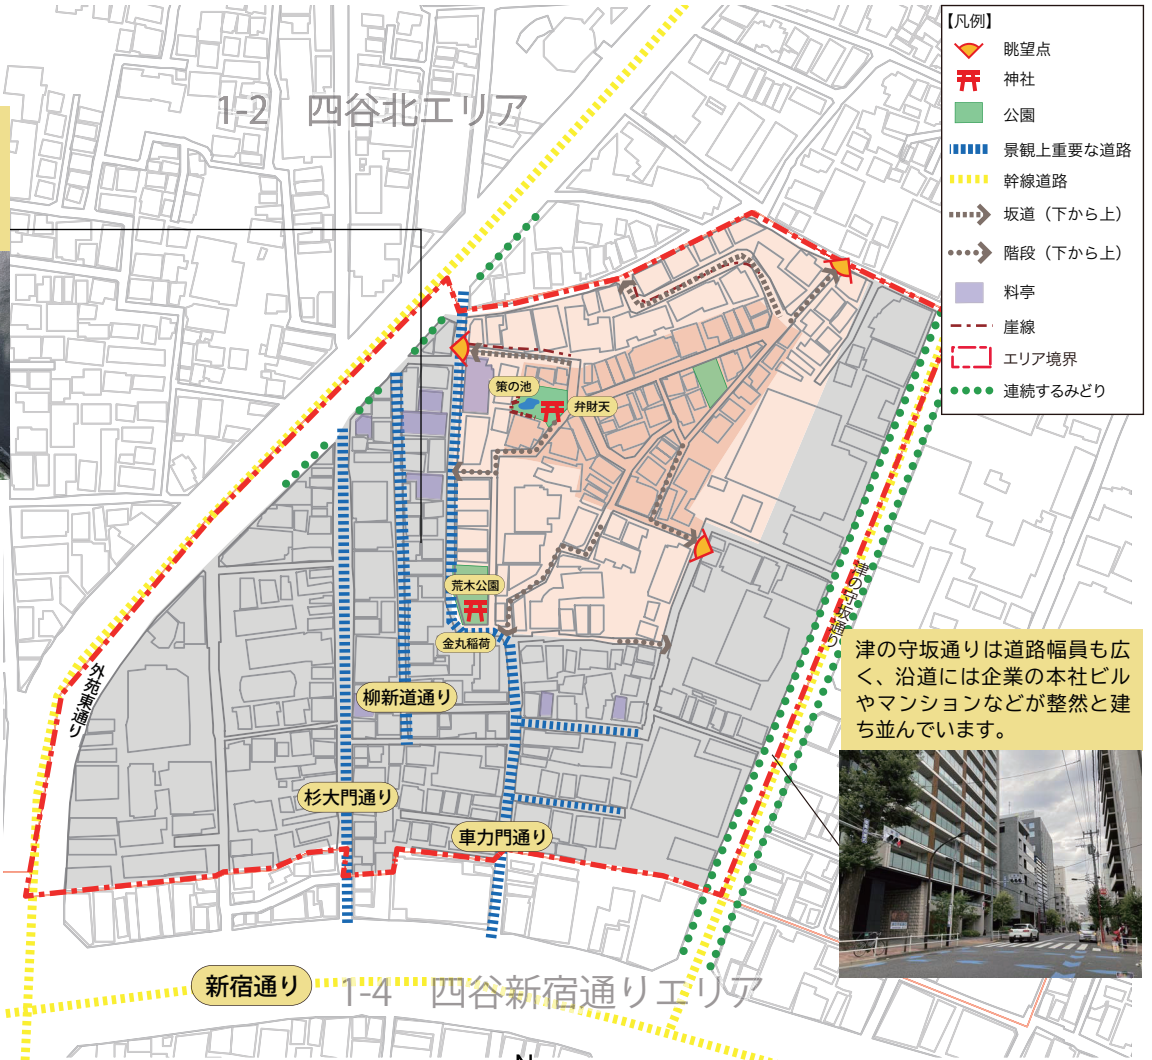 【凡例】
眺望点
神社
公園
景観上重要な道路
幹線道路
坂道（下から上）
階段（下から上）
料亭
崖線
エリア境界
連続するみどり
1-2　四谷北エリア
策の池
弁財天
荒木公園
金丸稲荷
津の守坂通り
外苑東通り
柳新道通り
杉大門通り
車力門通り
津の守坂通りは道路幅員も広
く、沿道には企業の本社ビル
やマンションなどが整然と建
ち並んでいます。
新宿通り
1-4　四谷新宿通りエリア
N